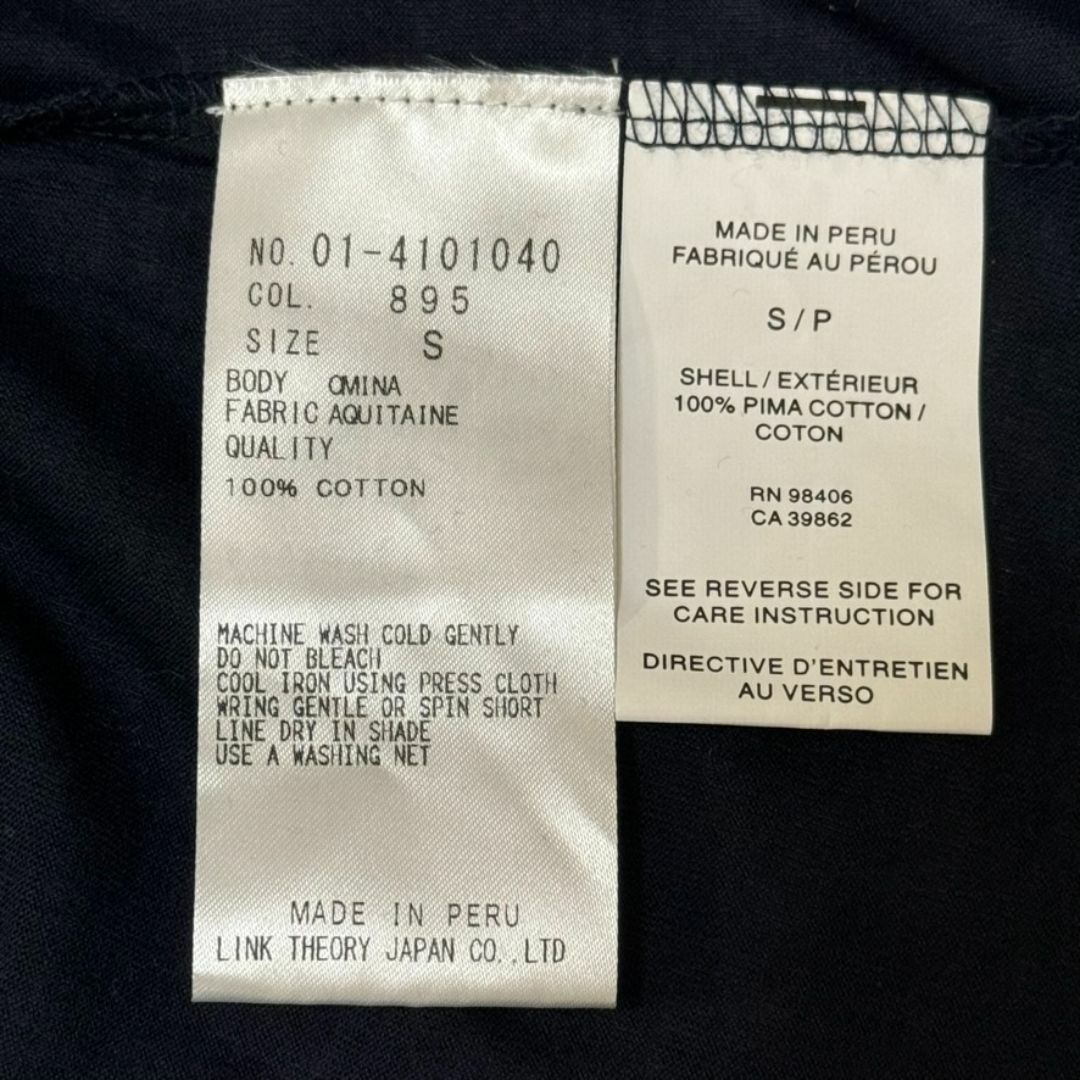 NO. 01-4101040
COL. 895
SIZE S
BODY OMINA
FABRIC AQUITAINE
QUALITY
100% COTTON
MACHINE WASH COLD GENTLY
DO NOT BLEACH
COOL IRON USING PRESS CLOTH
WRING GENTLE OR SPIN SHORT
LINE DRY IN SHADE
USE A WASHING NET
MADE IN PERU
LINK THEORY JAPAN CO.,LTD
MADE IN PERU
FABRIQUÉ AU PÉROU
S / P
SHELL / EXTÉRIEUR
100% PIMA COTTON /
COTON
RN 98406
CA 39862
SEE REVERSE SIDE FOR
CARE INSTRUCTION
DIRECTIVE D'ENTRETIEN
AU VERSO